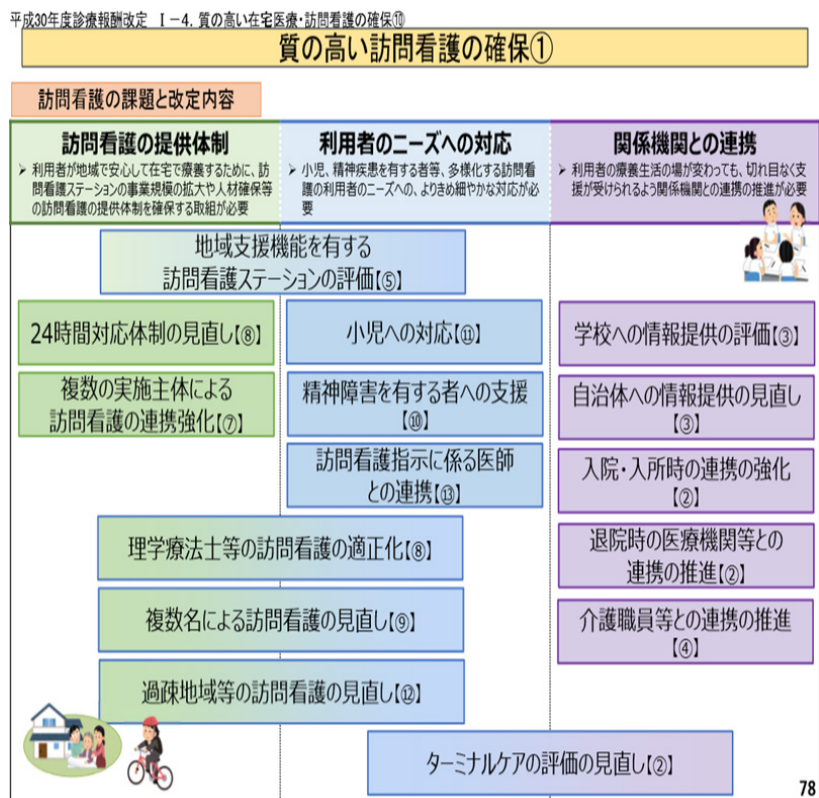 平成30年度診療報酬改定 Ⅰ-4. 質の高い在宅医療・訪問看護の確保⑩
質の高い訪問看護の確保①
訪問看護の課題と改定内容
訪問看護の提供体制
➢ 利用者が地域で安心して在宅で療養するために、訪
問看護ステーションの事業規模の拡大や人材確保等
の訪問看護の提供体制を確保する取組が必要
利用者のニーズへの対応
➢ 小児、精神疾患を有する者等、多様化する訪問看
護の利用者のニーズへの、よりきめ細やかな対応が必
要
関係機関との連携
➢ 利用者の療養生活の場が変わっても、切れ目なく支
援が受けられるよう関係機関との連携の推進が必要
地域支援機能を有する
訪問看護ステーションの評価【⑤】
24時間対応体制の見直し【⑧】
複数の実施主体による
訪問看護の連携強化【⑦】
小児への対応【⑪】
精神障害を有する者への支援
【⑩】
訪問看護指示に係る医師
との連携【⑬】
学校への情報提供の評価【③】
自治体への情報提供の見直し
【③】
入院・入所時の連携の強化
【②】
退院時の医療機関等との
連携の推進【②】
介護職員等との連携の推進
【④】
理学療法士等の訪問看護の適正化【⑧】
複数名による訪問看護の見直し【⑨】
過疎地域等の訪問看護の見直し【⑫】
ターミナルケアの評価の見直し【②】
78